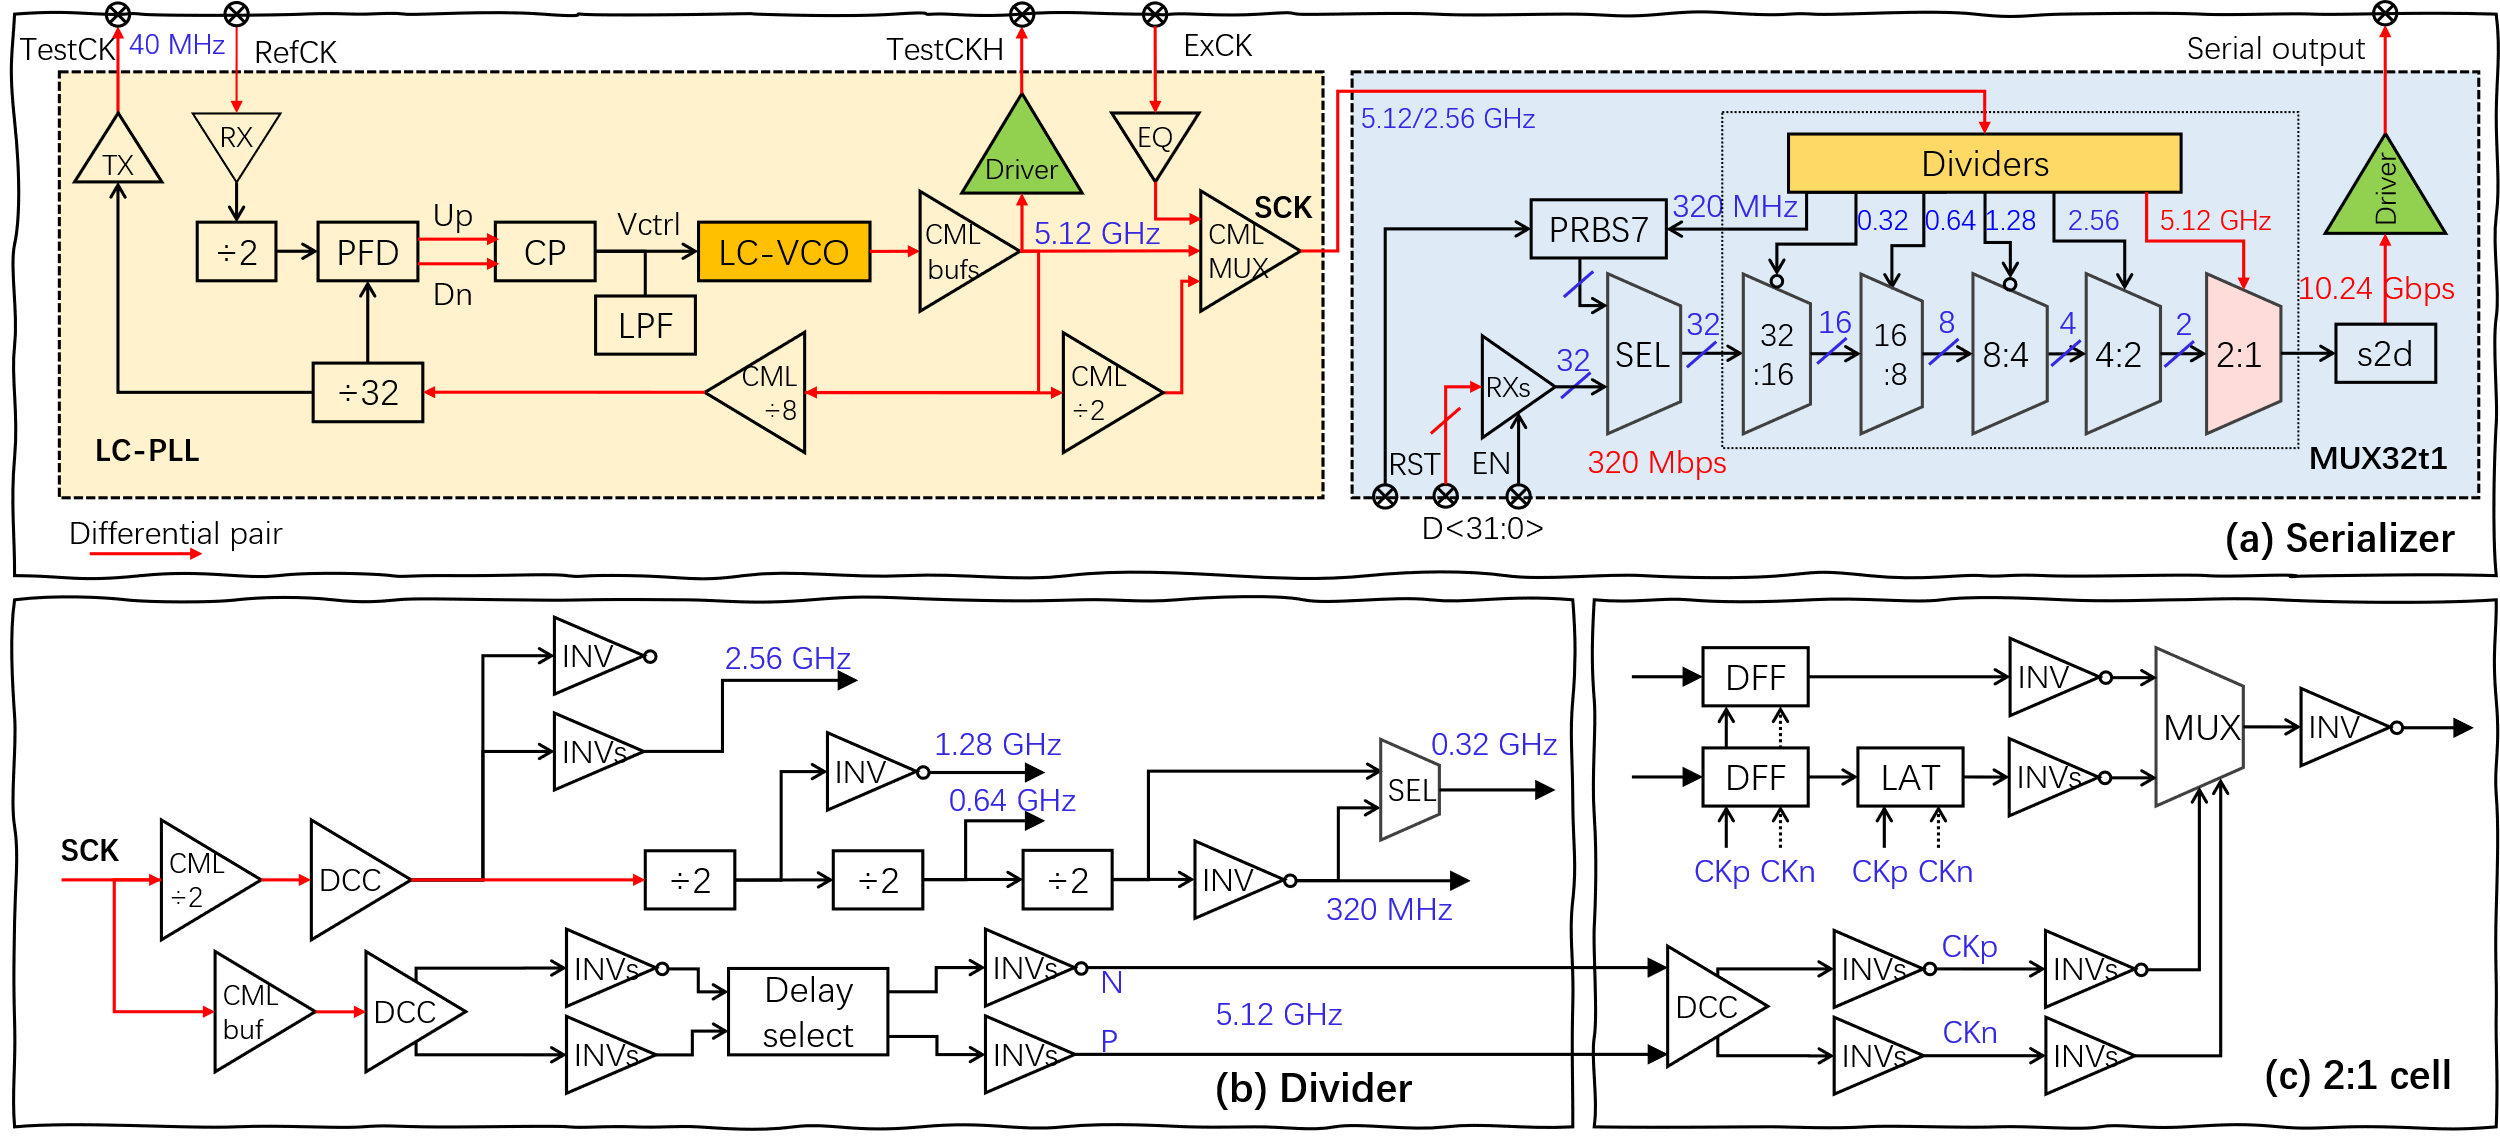 TestCK
40 MHz
RefCK
TestCKH
ExCK
Serial output
TX
RX
Driver
EQ
5.12/2.56 GHz
Dividers
Driver
÷2
PFD
Up
Dn
CP
Vctrl
LPF
LC-VCO
CML
bufs
5.12 GHz
CML
MUX
SCK
÷32
CML
÷8
CML
÷2
LC-PLL
PRBS7
320 MHz
0.32
0.64
1.28
2.56
5.12 GHz
10.24 Gbps
RXs
32
SEL
32
32
:16
16
16
:8
8
8:4
4
4:2
2
2:1
s2d
RST
EN
320 Mbps
MUX32t1
D<31:0>
Differential pair
(a) Serializer
INV
2.56 GHz
INVs
INV
1.28 GHz
0.64 GHz
SEL
0.32 GHz
SCK
CML
÷2
DCC
÷2
÷2
÷2
INV
320 MHz
CML
buf
DCC
INVs
INVs
Delay
select
INVs
N
INVs
P
5.12 GHz
(b) Divider
DFF
INV
DFF
LAT
INVs
MUX
INV
CKp CKn
CKp CKn
DCC
INVs
CKp
INVs
INVs
CKn
INVs
(c) 2:1 cell